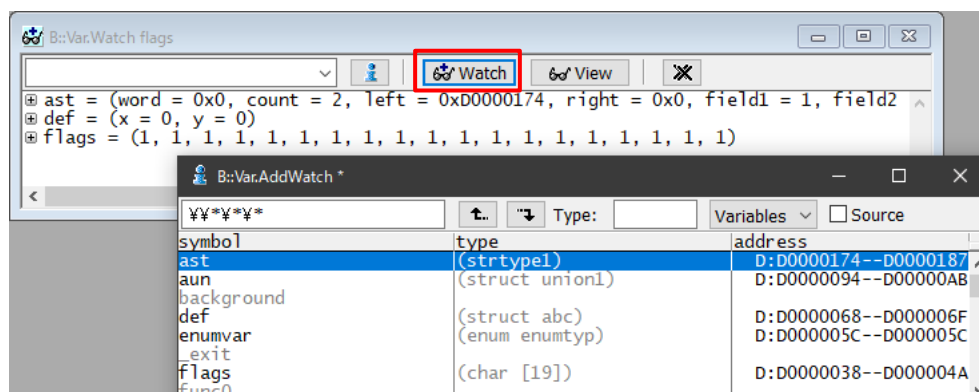 B::Var.Watch flags
Watch View
ast = (word = 0x0, count = 2, left = 0xD0000174, right = 0x0, field1 = 1, field2
def = (x = 0, y = 0)
flags = (1, 1, 1, 1, 1, 1, 1, 1, 1, 1, 1, 1, 1, 1, 1, 1, 1, 1, 1)
B::Var.AddWatch *
¥¥*¥*¥* Type: Variables Source
symbol type address
ast (strtype1) D:D0000174--D0000187
aun (struct union1) D:D0000094--D00000AB
background
def (struct abc) D:D0000068--D000006F
enumvar (enum enumtyp) D:D000005C--D000005C
_exit
flags (char [19]) D:D0000038--D000004A
func0